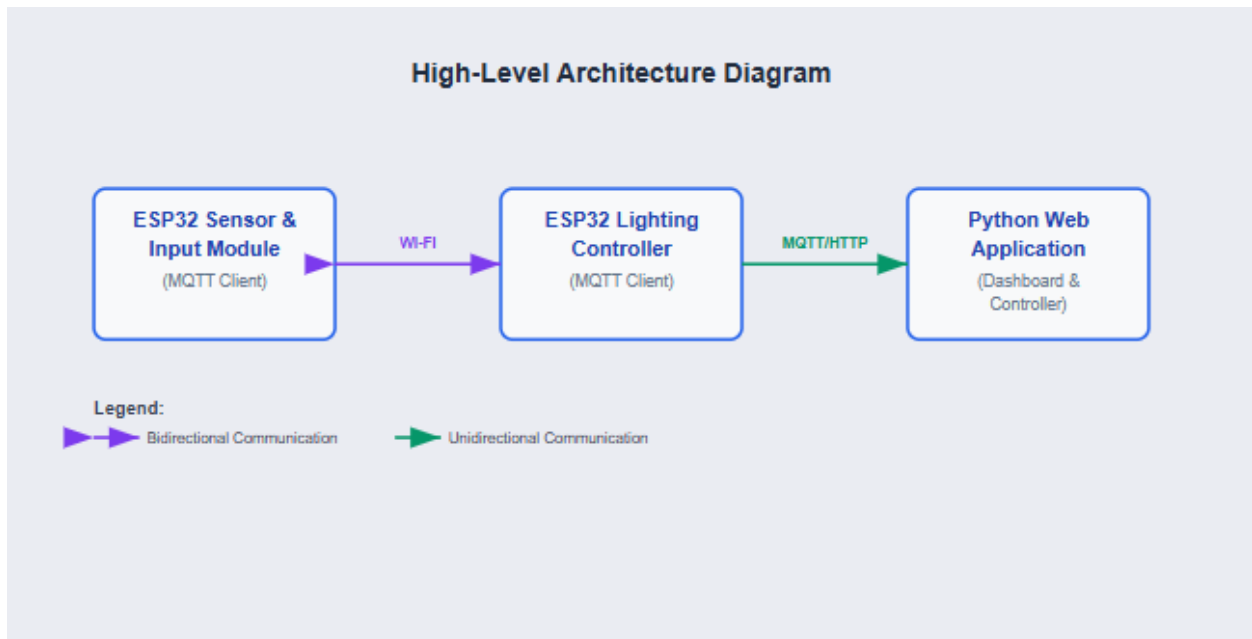 High-Level Architecture Diagram
ESP32 Sensor &
Input Module
(MQTT Client)
WI-FI
ESP32 Lighting
Controller
(MQTT Client)
MQTT/HTTP
Python Web
Application
(Dashboard &
Controller)
Legend:
Bidirectional Communication
Unidirectional Communication